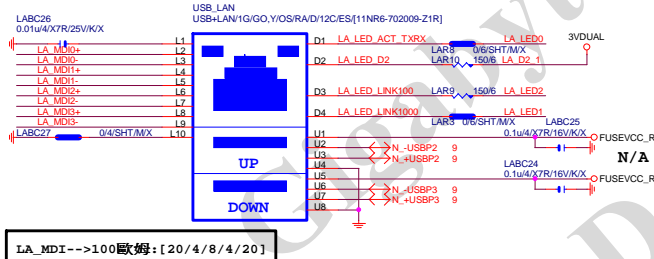 USB_LAN
USB+LAN/1G/GO,Y/OS/RA/D/12C/ES/[11NR6-702009-Z1R]
LABC26
0.01u/4/X7R/25V/K/X
LA_MDI0+
LA_MDI0-
LA_MDI1+
LA_MDI1-
LA_MDI2+
LA_MDI2-
LA_MDI3+
LA_MDI3-
LABC27 0/4/SHT/M/X
L1
L2
L3
L4
L5
L6
L7
L8
L9
L10
UP
DOWN
D1 LA_LED_ACT_TXRX LA_LED0
LAR8 0/6/SHT/M/X
D2 LA_LED_D2 LAR10 150/6 LA_D2_1
3VDUAL
D3 LA_LED_LINK100 LAR9 150/6 LA_LED2
D4 LA_LED_LINK1000 LA_LED1
LAR3 0/6/SHT/M/X
LABC25
0.1u/4/X7R/16V/K/X
FUSEVCC_R
N/A
U1
U2 N_-USBP2 9
U3 N_+USBP2 9
U4
LABC24
0.1u/4/X7R/16V/K/X
FUSEVCC_R
U5
U6 N_-USBP3 9
U7 N_+USBP3 9
U8
LA_MDI-->100歐姆:[20/4/8/4/20]
Gigabyte